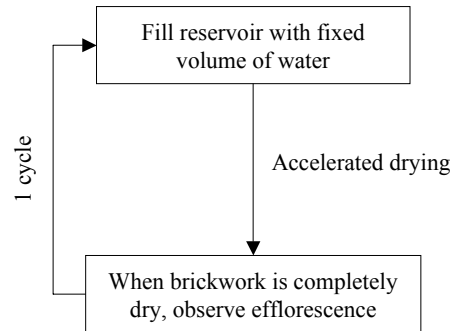 Fill reservoir with fixed
volume of water
1 cycle
Accelerated drying
When brickwork is completely
dry, observe efflorescence